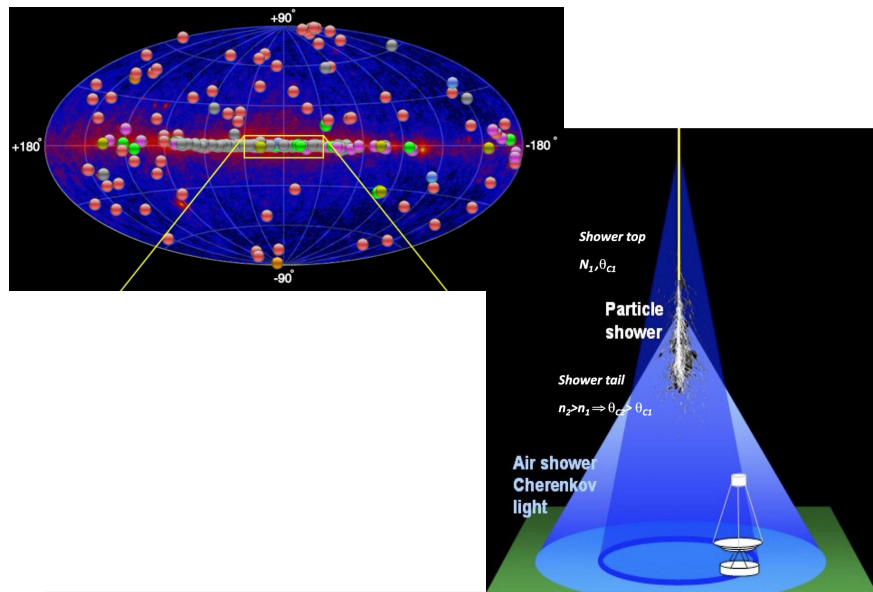 +90°
+180°
-180°
-90°
Shower top
N1,θC1
Particle
shower
Shower tail
n2>n1⇒θC2>θC1
Air shower
Cherenkov
light